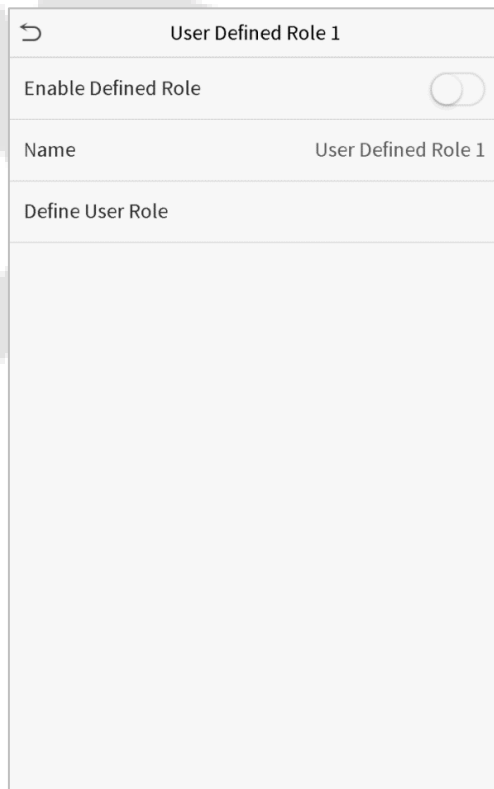 User Defined Role 1
Enable Defined Role
Name User Defined Role 1
Define User Role